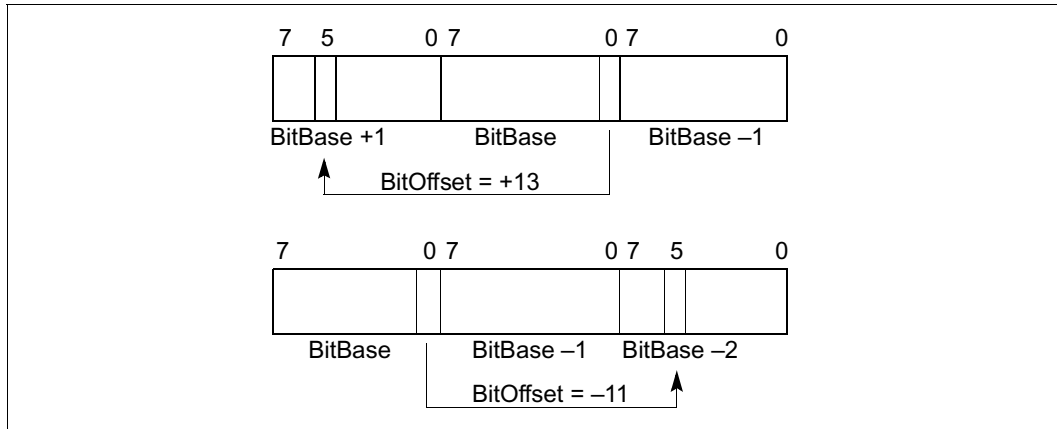 7 5 0 7 0 7 0
BitBase +1 BitBase BitBase –1
BitOffset = +13
7 0 7 0 7 5 0
BitBase BitBase –1 BitBase –2
BitOffset = –11